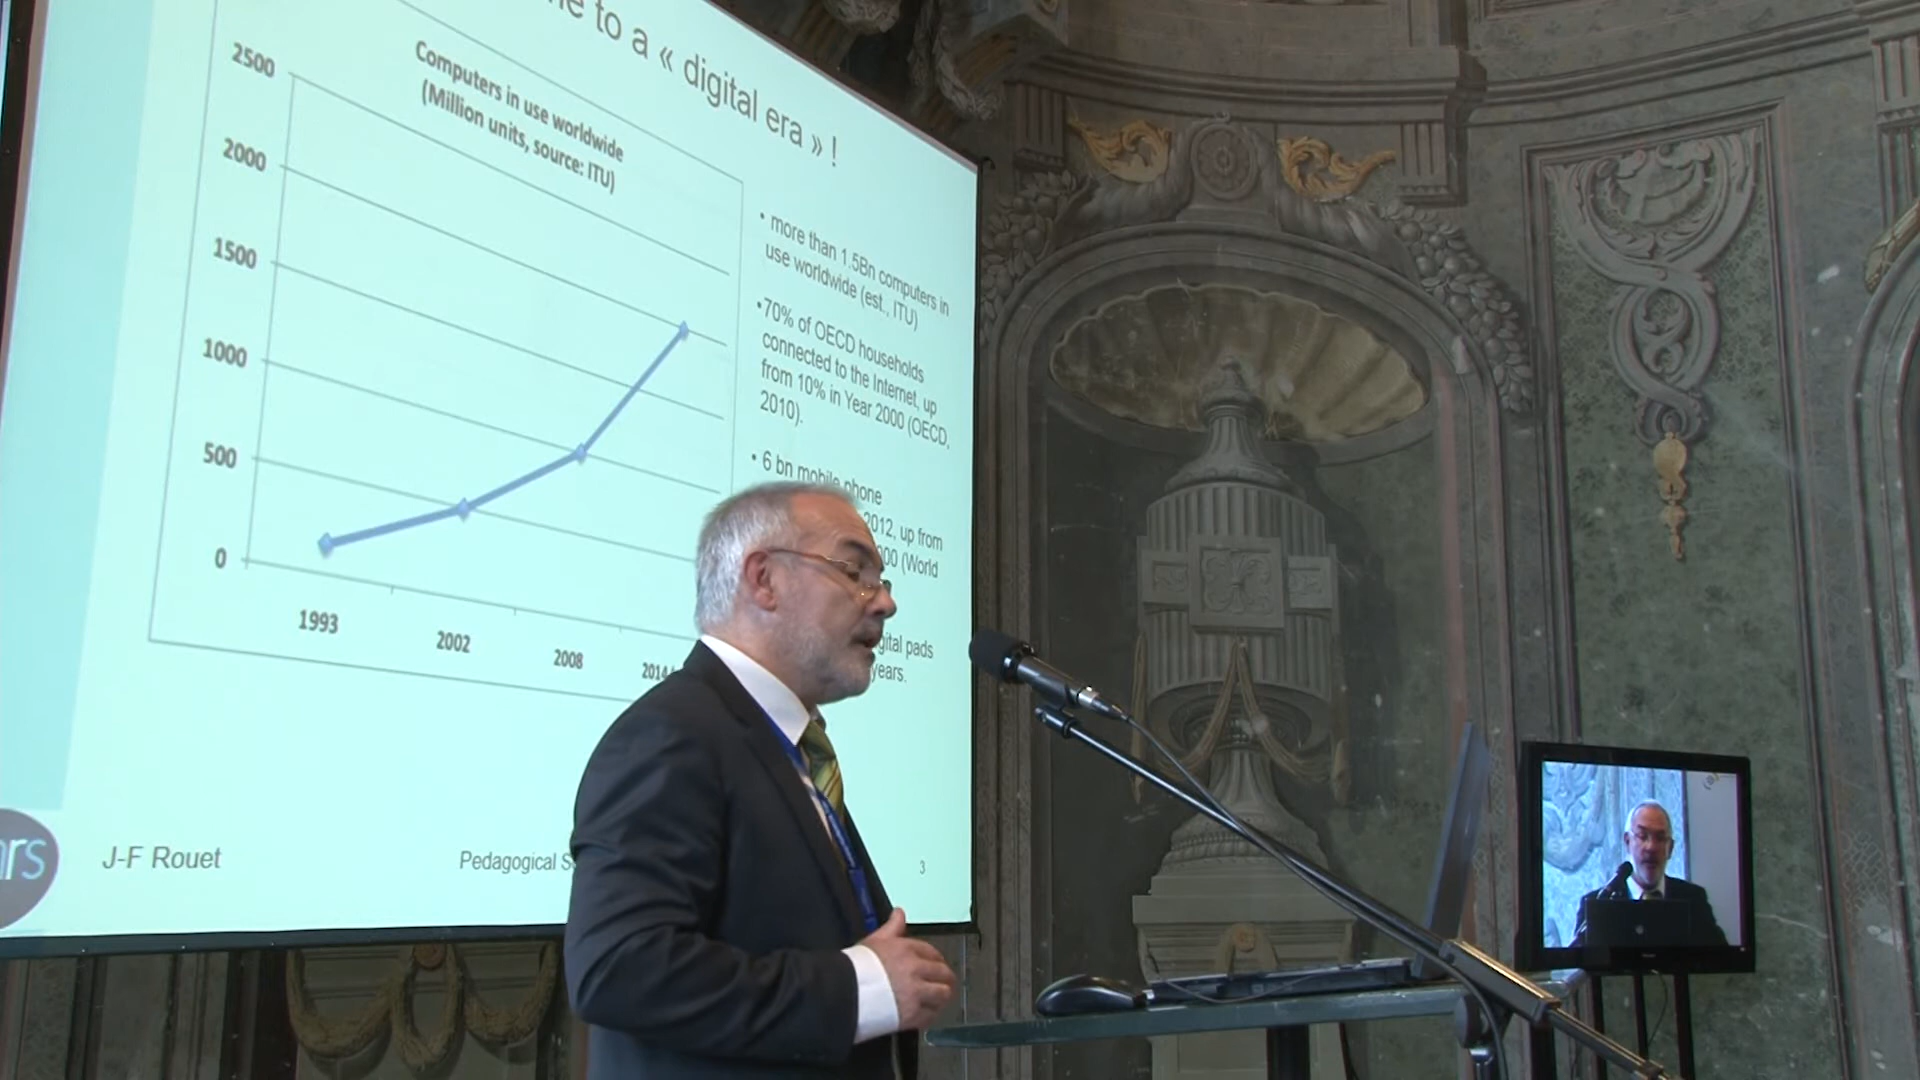 to a « digital era » !
Computers in use worldwide
(Million units, source: ITU)
2500
2000
1500
1000
500
0
1993
2002
2008
2014
• more than 1.5Bn computers in
use worldwide (est., ITU)
•70% of OECD households
connected to the Internet, up
from 10% in Year 2000 (OECD,
2010).
• 6 bn mobile phone
2012, up from
(World
pads
years.
J-F Rouet
Pedagogical
3